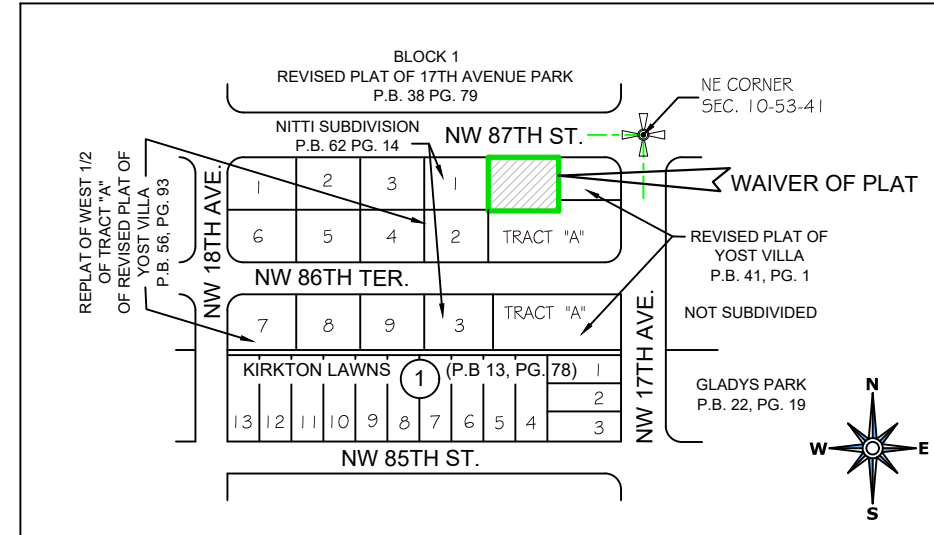 BLOCK 1
REVISED PLAT OF 17TH AVENUE PARK
P.B. 38 PG. 79
NE CORNER
SEC. 10-53-41
NITTI SUBDIVISION
P.B. 62 PG. 14
NW 87TH ST.
REPLAT OF WEST 1/2
OF TRACT "A"
OF REVISED PLAT OF
YOST VILLA
P.B. 56, PG. 93
NW 18TH AVE.
1
2
3
1
WAIVER OF PLAT
6
5
4
2
TRACT "A"
REVISED PLAT OF
YOST VILLA
P.B. 41, PG. 1
NW 86TH TER.
NW 17TH AVE.
NOT SUBDIVIDED
7
8
9
3
TRACT "A"
KIRKTON LAWNS
1
(P.B 13, PG. 78)
1
2
3
13
12
11
10
9
8
7
6
5
4
GLADYS PARK
P.B. 22, PG. 19
NW 85TH ST.
N
W
E
S